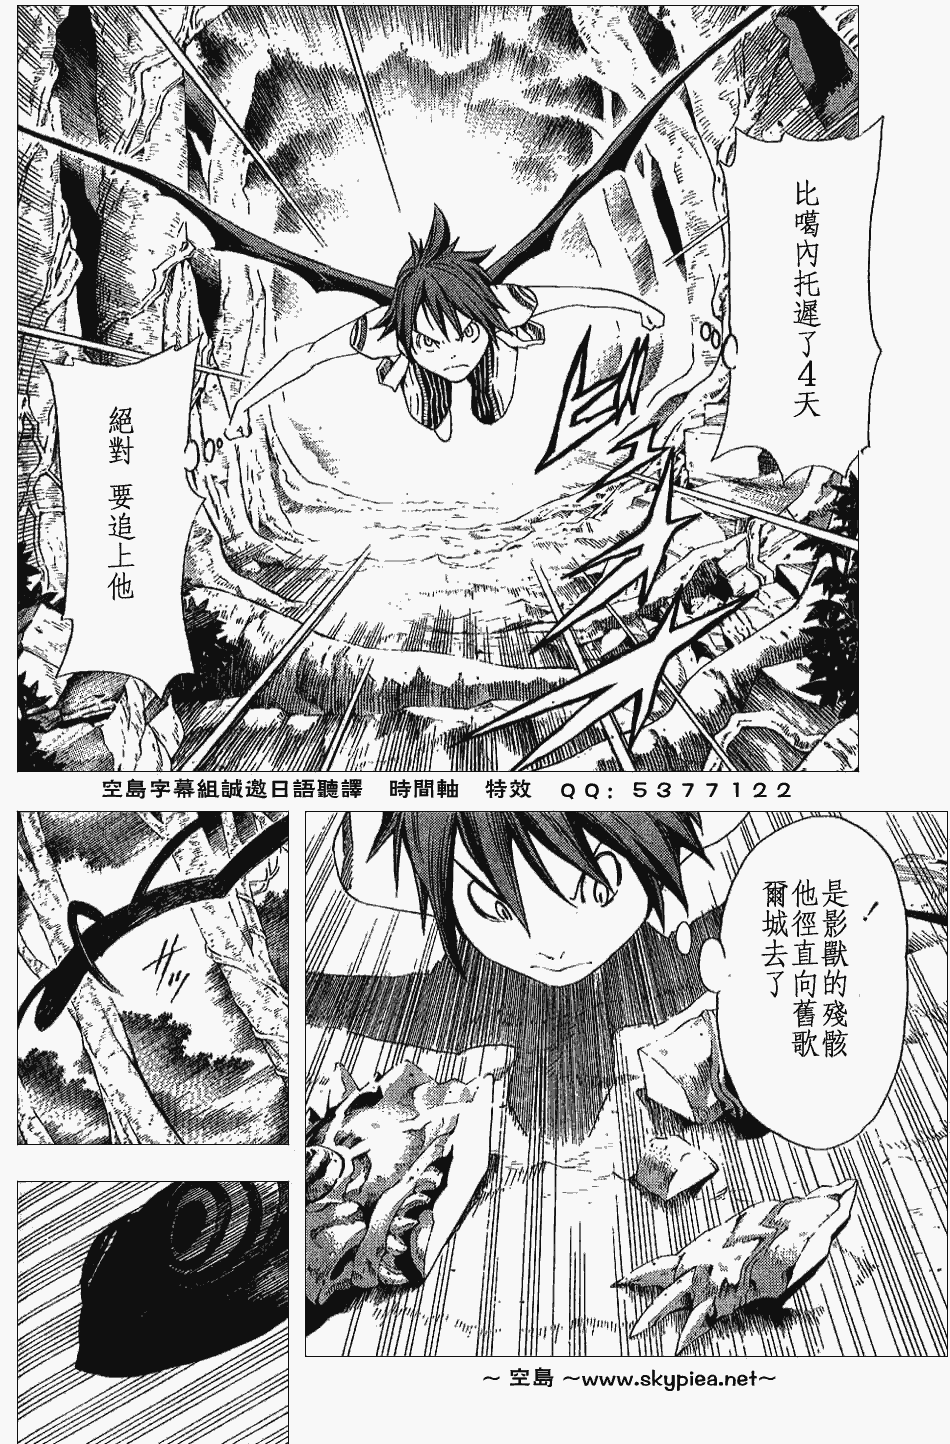 比噶內托遲了4天
絕對 要追上他
ビュ
空島字幕組誠邀日語聽譯 時間軸 特效 QQ: 5377122
！
是影獸的殘骸
他徑直向舊歌
爾城去了
～ 空島 ～www.skypiea.net～